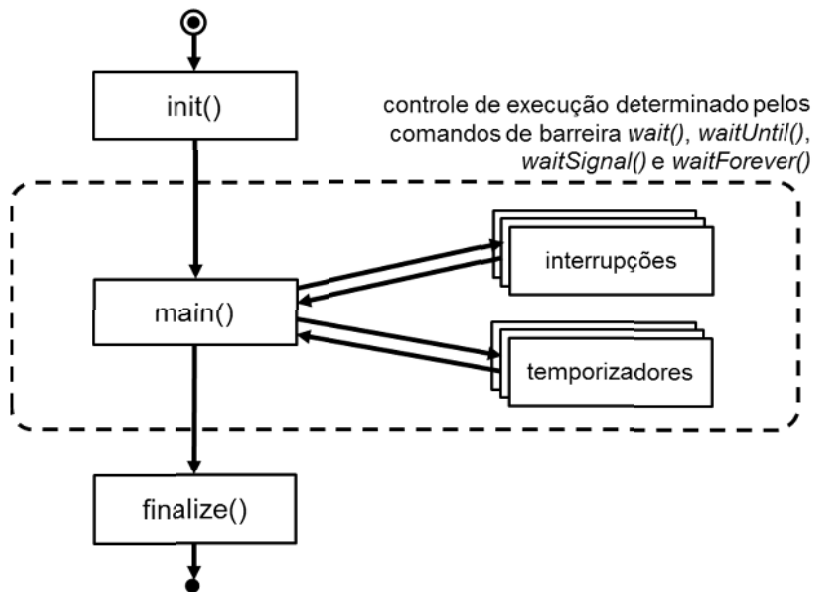 init()
controle de execução determinado pelos
comandos de barreira wait(), waitUntil(),
waitSignal() e waitForever()
interrupções
main()
temporizadores
finalize()